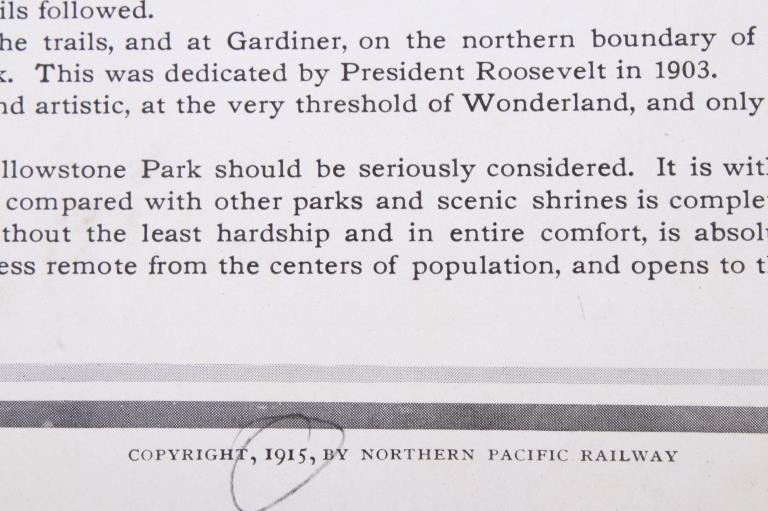 ils followed.
he trails, and at Gardiner, on the northern boundary of
k. This was dedicated by President Roosevelt in 1903.
nd artistic, at the very threshold of Wonderland, and only
llowstone Park should be seriously considered. It is wit
compared with other parks and scenic shrines is comple
thout the least hardship and in entire comfort, is absol
ess remote from the centers of population, and opens to t
COPYRIGHT, 1915, BY NORTHERN PACIFIC RAILWAY